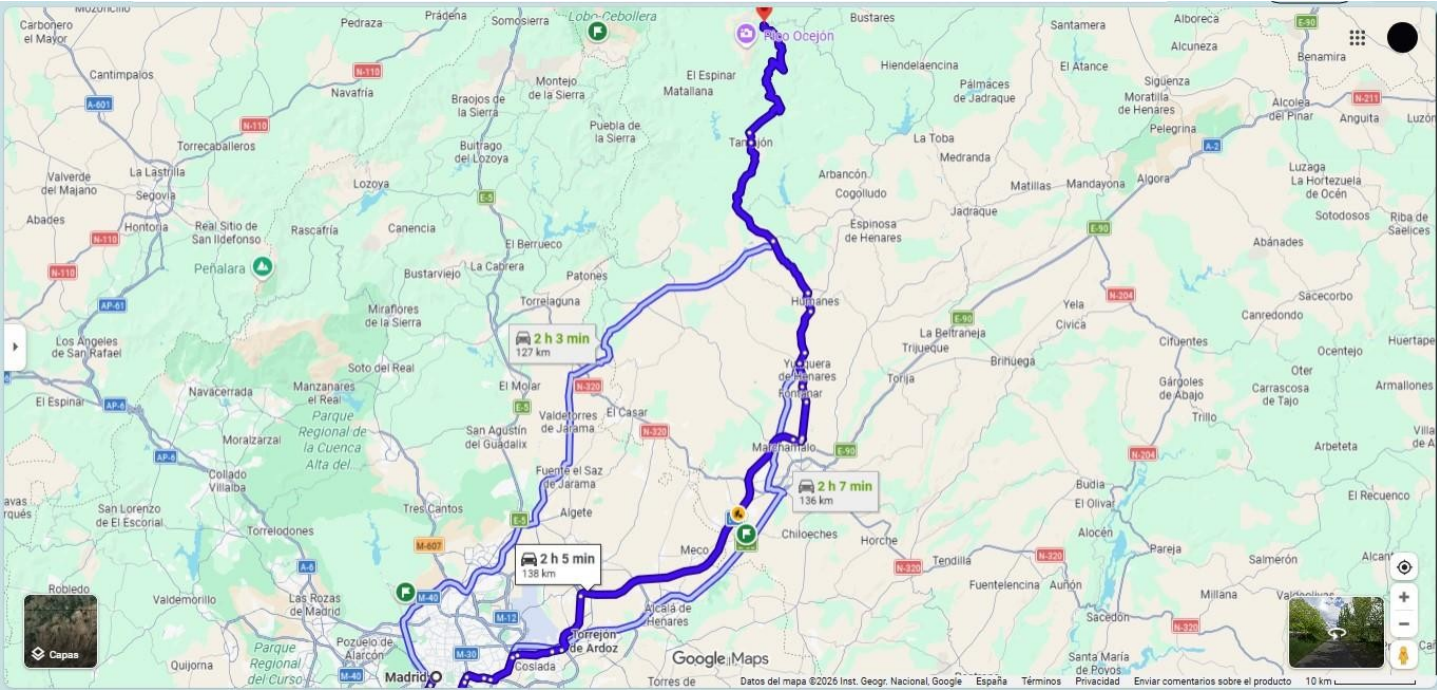 Mozoncillo
Carbonero
el Mayor
Pedraza
Prádena
Somosierra
Lobo-Cebollera
Pico Ocejón
Bustares
Santamera
Alboreca
E-90
Alcuneza
Benamira
Cantimpalos
N-110
Navafría
Montejo
de la Sierra
El Espinar
Matallana
Hiendelaencina
El Atance
Sigüenza
Pálmaces
de Jadraque
A-601
Braojos de
la Sierra
Moratilla
de Henares
Alcolea
del Pinar
N-211
Anguita
Luzón
N-110
Puebla de
la Sierra
Pelegrina
Torrecaballeros
Buitrago
del Lozoya
Tamajón
La Toba
Medranda
A-2
Valverde
del Majano
La Lastrilla
Segovia
Lozoya
Arbancón
Cogolludo
Matillas
Mandayona
Algora
Luzaga
La Hortezuela
de Océn
E-5
Abades
Hontoria
Real Sitio de
San Ildefonso
Rascafría
Canencia
Jadraque
Sotodosos
Riba de
Saelices
Espinosa
de Henares
E-90
N-110
El Berrueco
Abánades
N-110
Peñalara
Bustarviejo
La Cabrera
Patones
AP-61
Miraflores
de la Sierra
Torrelaguna
Humanes
Yela
N-204
Sacecorbo
Civica
Canredondo
E-90
La Beltraneja
Los Ángeles
de San Rafael
2 h 3 min
127 km
Trijueque
Cifuentes
Huertape
Soto del Real
Yunquera
de Henares
Brihuega
Ocentejo
Navacerrada
Manzanares
el Real
El Molar
N-320
Fontanar
Torija
Gárgoles
de Abajo
Oter
Carrascosa
de Tajo
Armallones
El Espinar
AP-6
E-5
Valdetorres
de Jarama
El Casar
Trillo
Parque
Regional de
la Cuenca
Alta del
Moralzarzal
San Agustín
del Guadalix
N-320
Marchamalo
E-90
Arbeteta
AP-6
N-204
Collado
Villalba
Fuente el Saz
de Jarama
2 h 7 min
136 km
Budia
El Olivar
El Recuenco
San Lorenzo
de El Escorial
Tres Cantos
Algete
E-5
Torrelodones
M-607
Chiloeches
Horche
Alcocén
Pareja
2 h 5 min
138 km
Meco
Tendilla
N-320
N-320
Salmerón
A-6
Robledo
Valdemorillo
Las Rozas
de Madrid
M-40
Fuentelencina
Auñón
Millana
Valdeolivas
M-12
Alcalá de
Henares
Sacedón
N-320
Capas
Quijorna
Parque
Regional
del Curso
Pozuelo de
Alarcón
M-30
Torrejón
de Ardoz
M-40
Madrid
Coslada
Torres de
Google Maps
Santa María
de Poyos
Datos del mapa ©2026 Inst. Geogr. Nacional, Google España Términos Privacidad Enviar comentarios sobre el producto 10 km